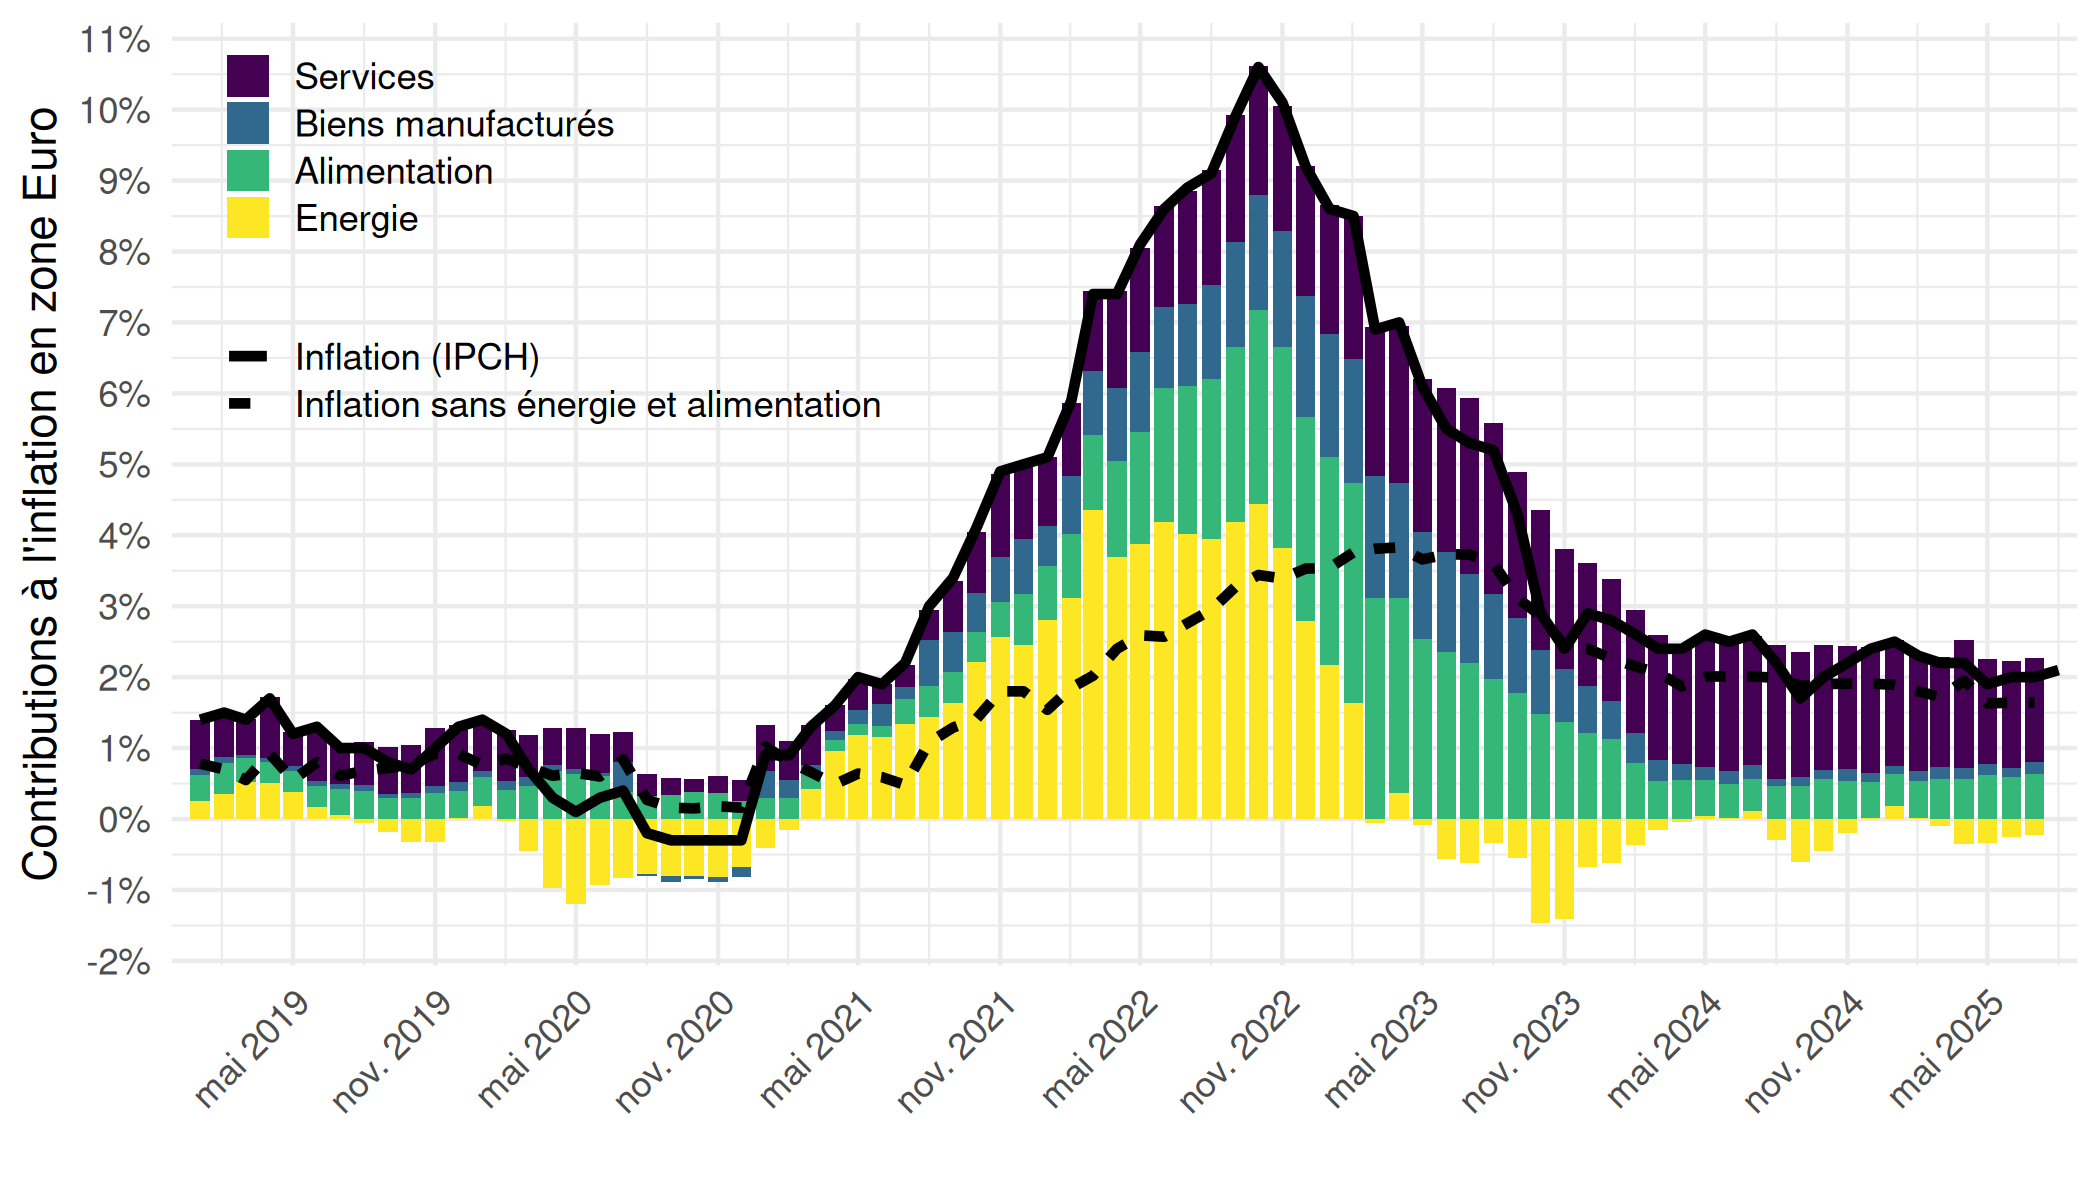 Contributions à l'inflation en zone Euro
11%
10%
9%
8%
7%
6%
5%
4%
3%
2%
1%
0%
-1%
-2%
Services
Biens manufacturés
Alimentation
Energie
Inflation (IPCH)
Inflation sans énergie et alimentation
mai 2019
nov. 2019
mai 2020
nov. 2020
mai 2021
nov. 2021
mai 2022
nov. 2022
mai 2023
nov. 2023
mai 2024
nov. 2024
mai 2025